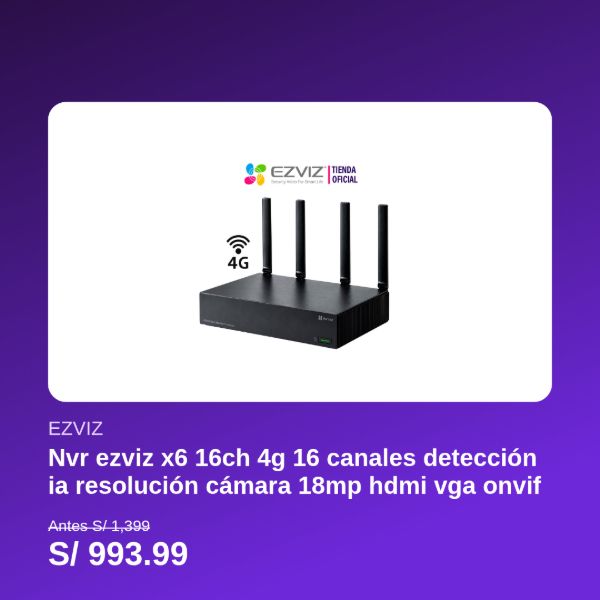 EZVIZ
TIENDA
OFICIAL
4G
EZVIZ
Nvr ezviz x6 16ch 4g 16 canales detección
ia resolución cámara 18mp hdmi vga onvif
Antes S/ 1,399
S/ 993.99